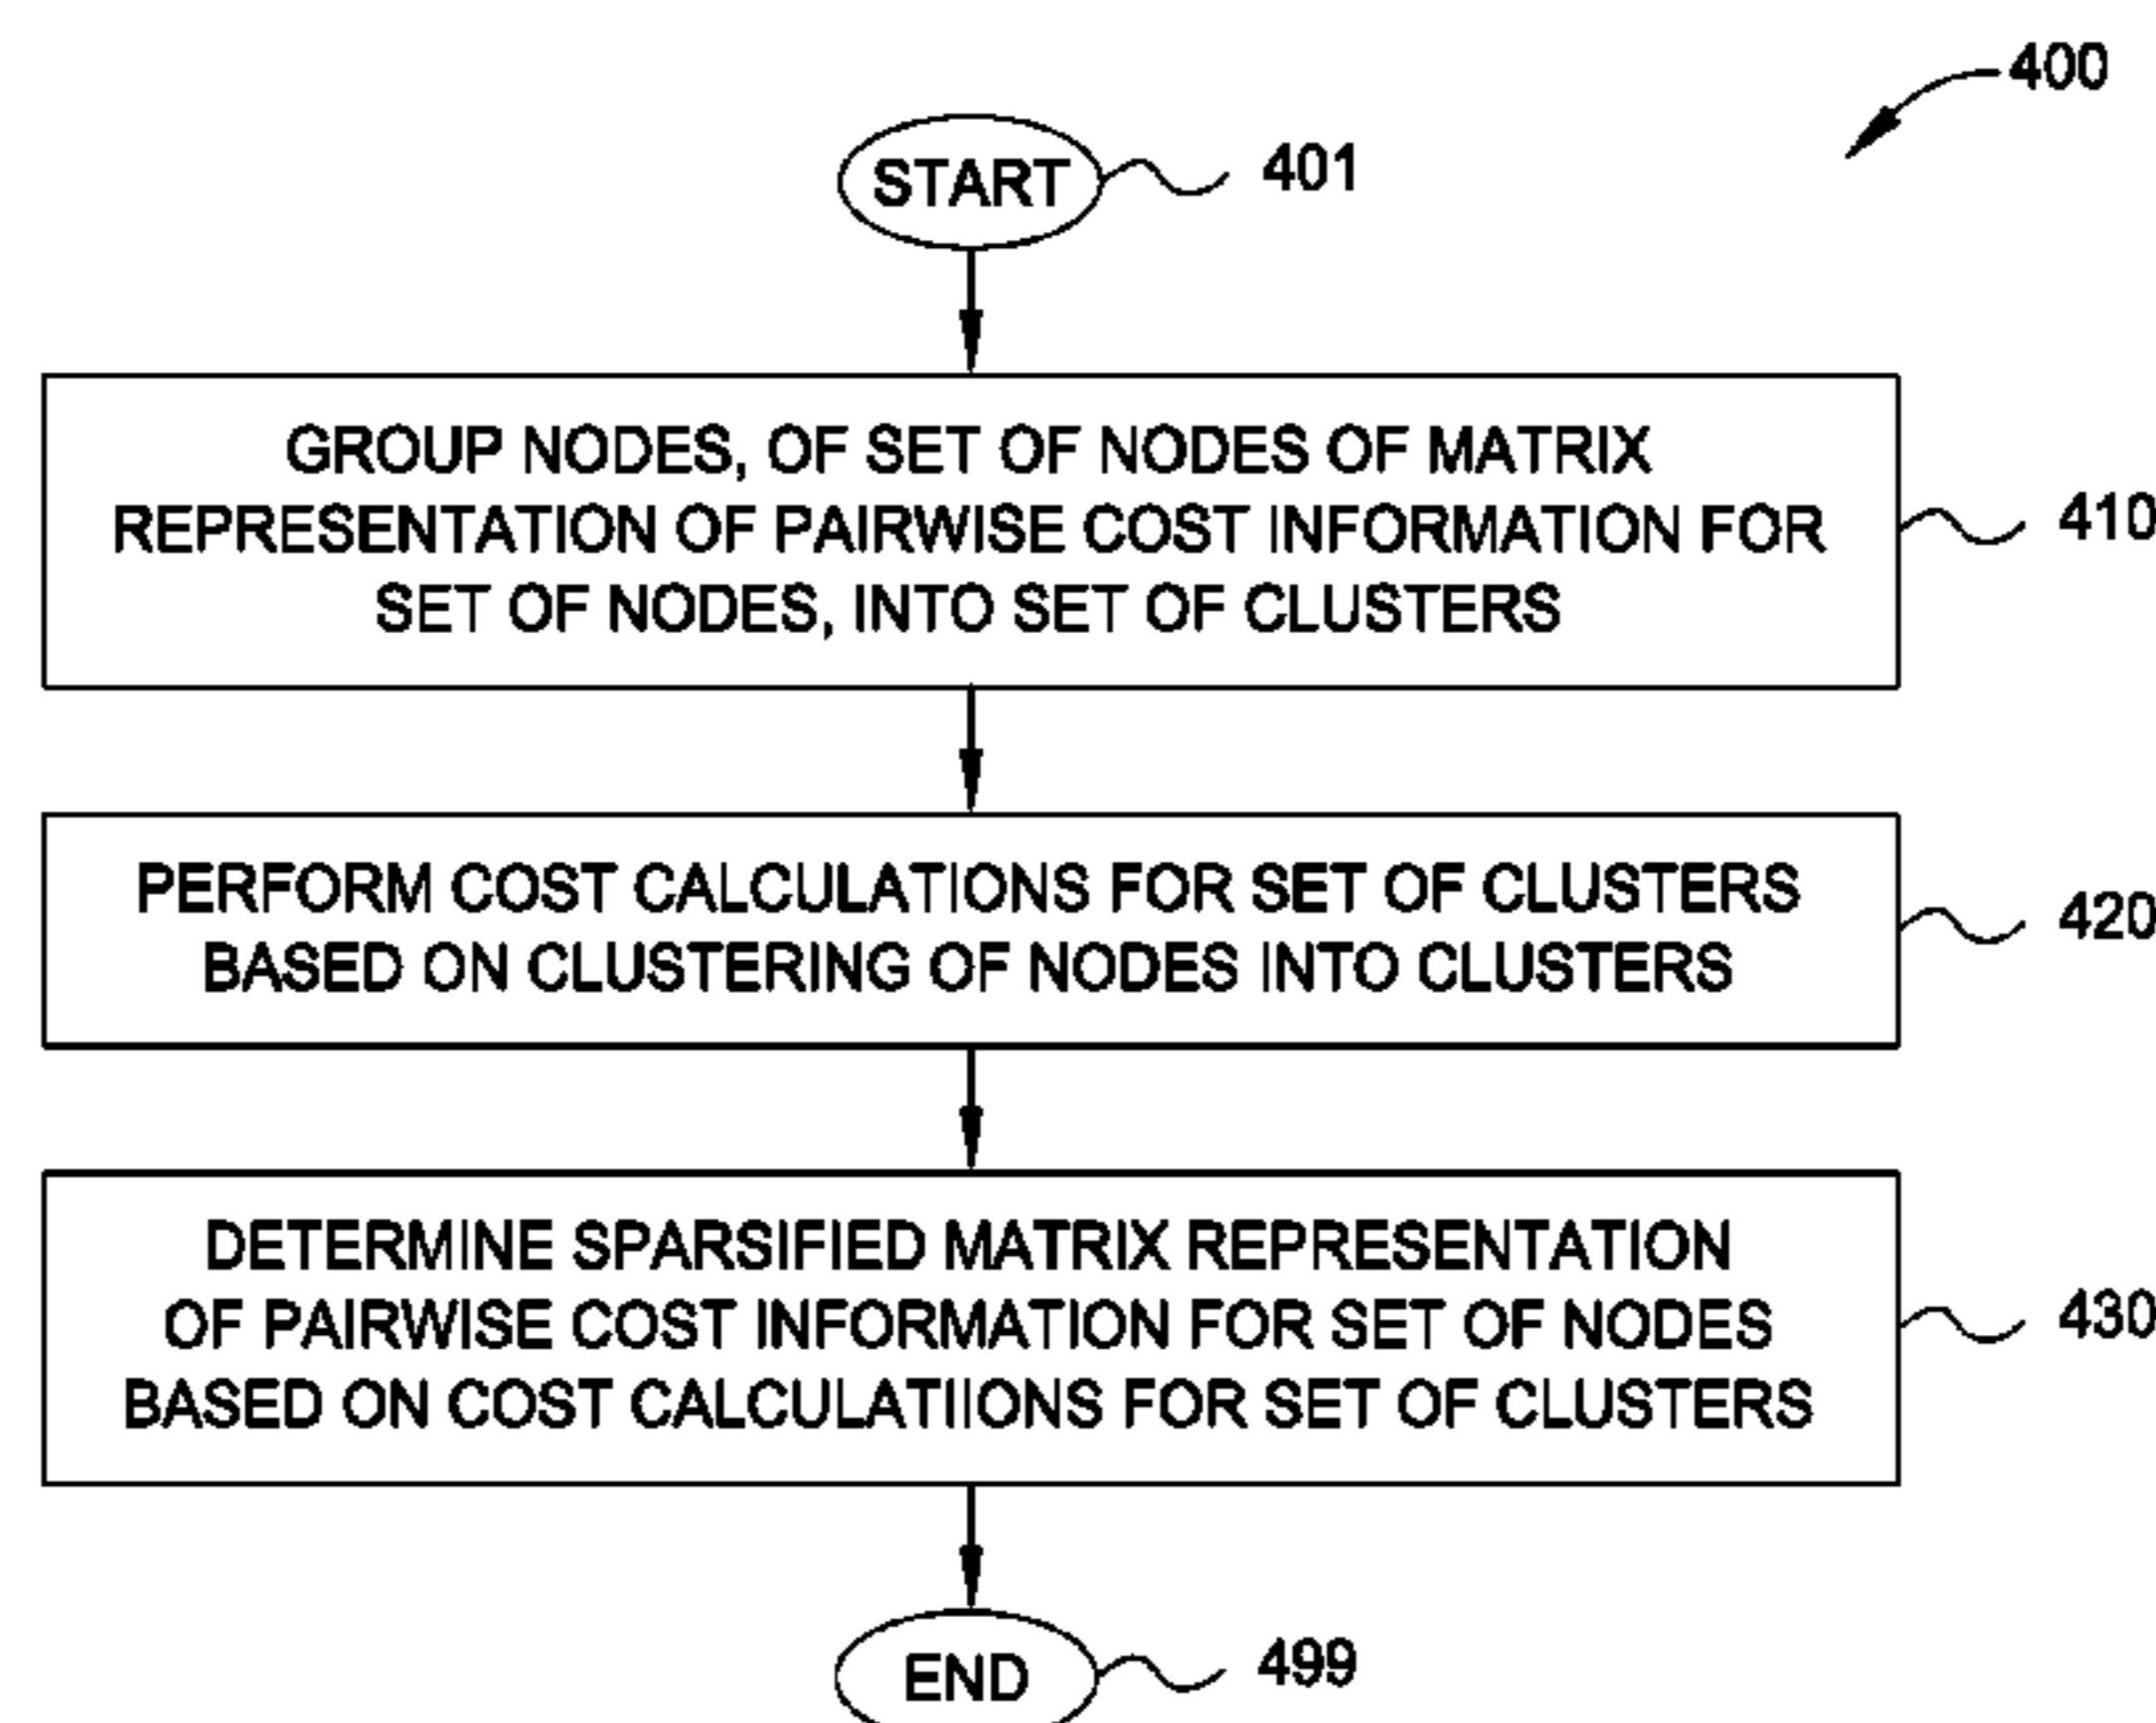 400
START
401
GROUP NODES, OF SET OF NODES OF MATRIX
REPRESENTATION OF PAIRWISE COST INFORMATION FOR
SET OF NODES, INTO SET OF CLUSTERS
410
PERFORM COST CALCULATIONS FOR SET OF CLUSTERS
BASED ON CLUSTERING OF NODES INTO CLUSTERS
420
DETERMINE SPARSIFIED MATRIX REPRESENTATION
OF PAIRWISE COST INFORMATION FOR SET OF NODES
BASED ON COST CALCULATIIONS FOR SET OF CLUSTERS
430
END
499